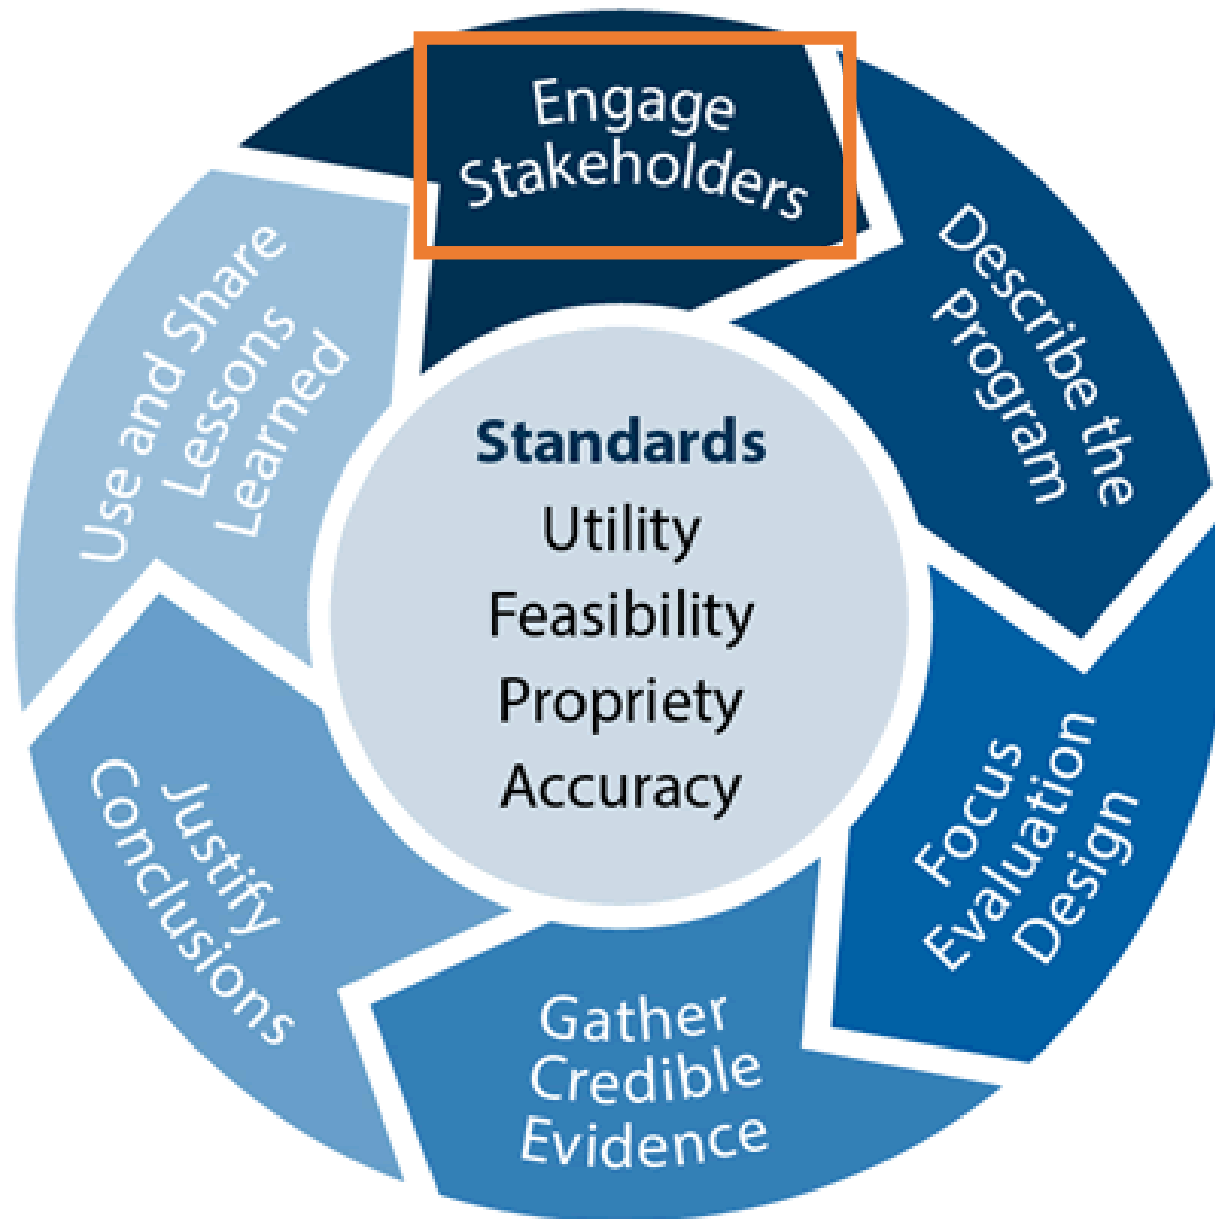 Engage
Stakeholders
Describe the
Program
Focus
Evaluation
Design
Gather
Credible
Evidence
Justify
Conclusions
Use and Share
Lessons
Learned
Standards
Utility
Feasibility
Propriety
Accuracy